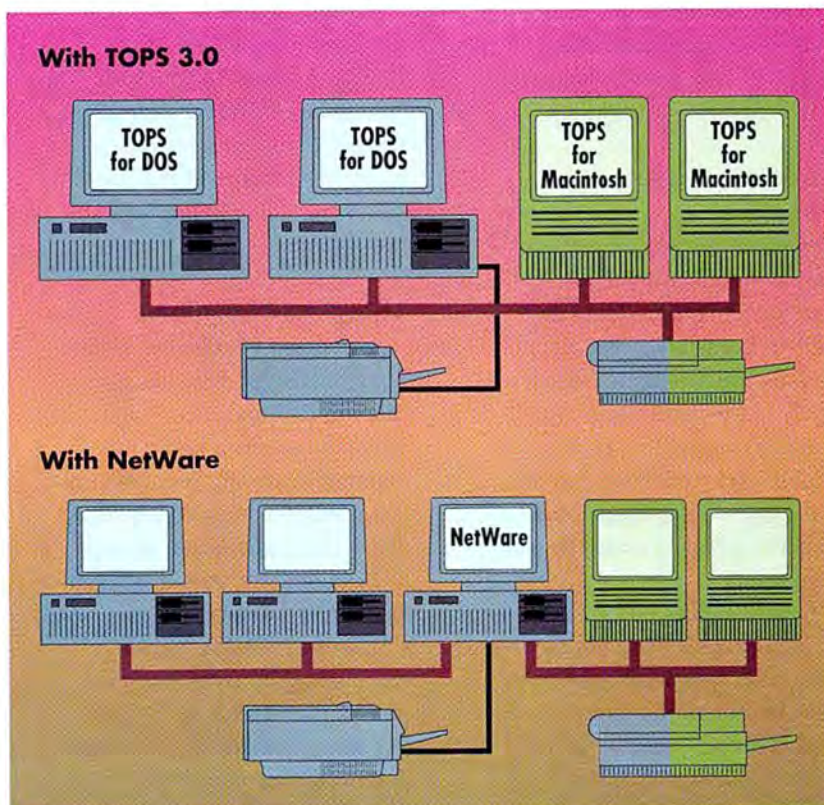 With TOPS 3.0
TOPS
for DOS
TOPS
for DOS
TOPS
for
Macintosh
TOPS
for
Macintosh
With NetWare
NetWare